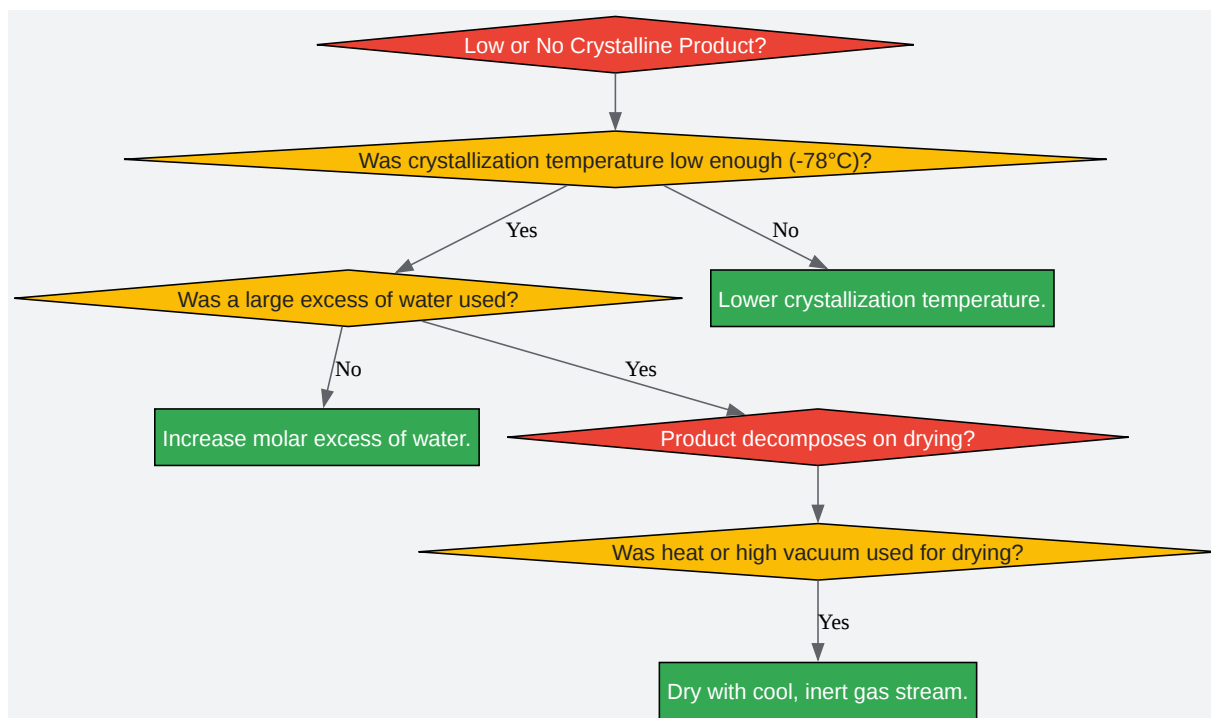 Low or No Crystalline Product?
Was crystallization temperature low enough (-78°C)?
Yes
No
Was a large excess of water used?
Lower crystallization temperature.
No
Yes
Increase molar excess of water.
Product decomposes on drying?
Was heat or high vacuum used for drying?
Yes
Dry with cool, inert gas stream.